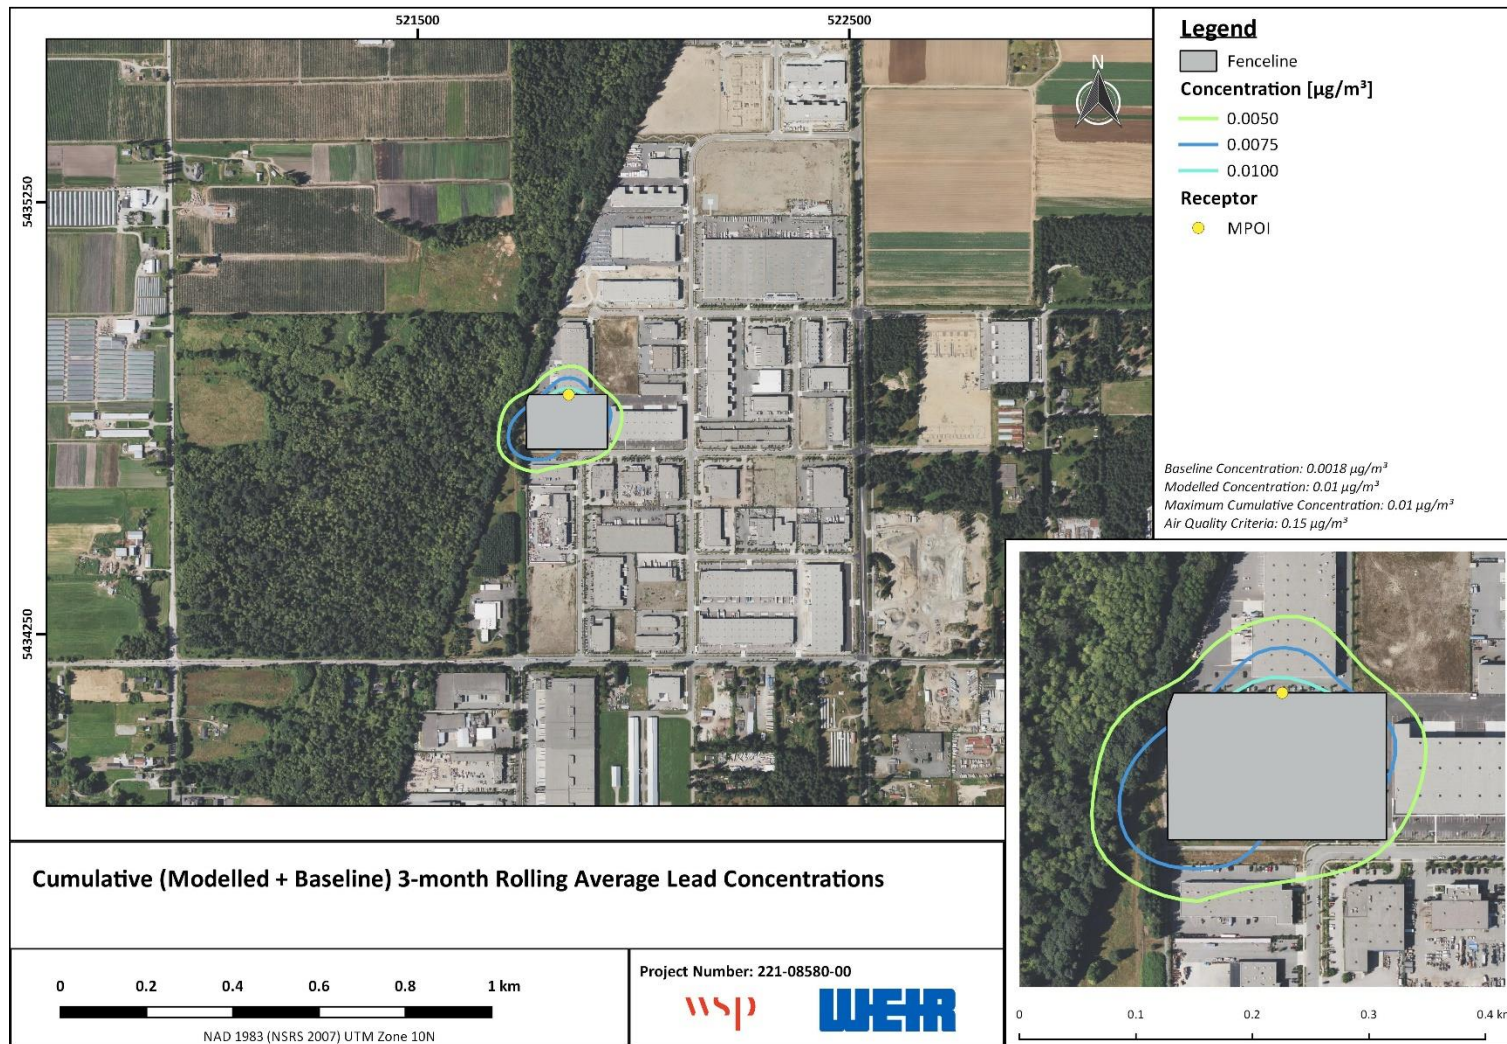 521500
522500
5435250
5434250
N
Legend
Fenceline
Concentration [µg/m³]
0.0050
0.0075
0.0100
Receptor
MPOI
Baseline Concentration: 0.0018 µg/m³
Modelled Concentration: 0.01 µg/m³
Maximum Cumulative Concentration: 0.01 µg/m³
Air Quality Criteria: 0.15 µg/m³
Cumulative (Modelled + Baseline) 3-month Rolling Average Lead Concentrations
0 0.2 0.4 0.6 0.8 1 km
NAD 1983 (NSRS 2007) UTM Zone 10N
Project Number: 221-08580-00
wsp WEIR
0 0.1 0.2 0.3 0.4 km